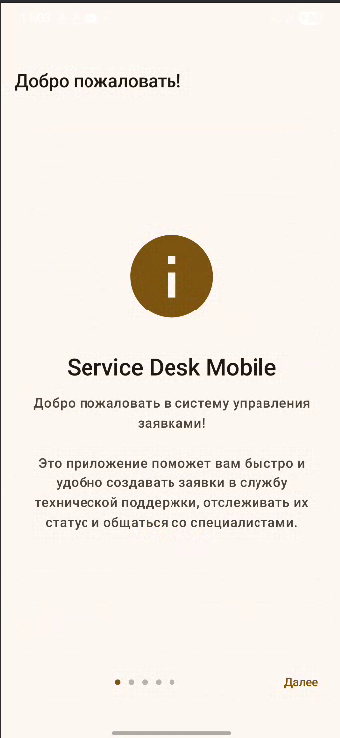 Добро пожаловать!
Service Desk Mobile
Добро пожаловать в систему управления
заявками!
Это приложение поможет вам быстро и
удобно создавать заявки в службу
технической поддержки, отслеживать их
статус и общаться со специалистами.
Далее